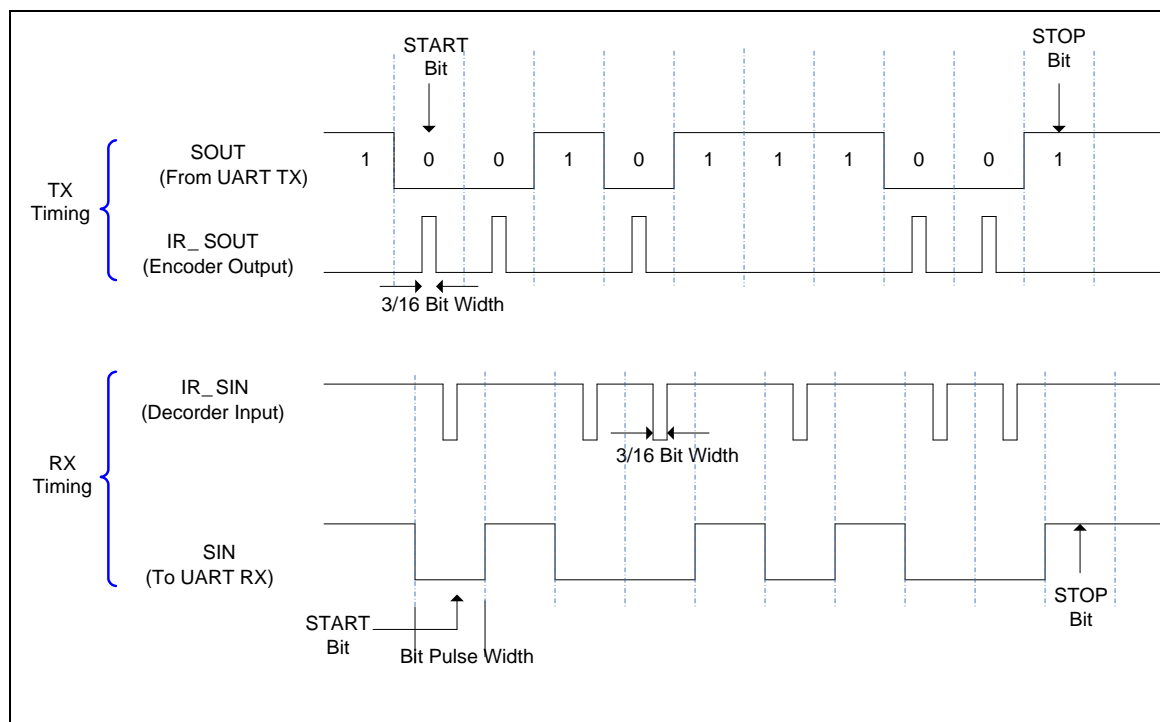 START
Bit
STOP
Bit
TX
Timing
SOUT
(From UART TX)
1 0 0 1 0 1 1 1 0 0 1
IR_ SOUT
(Encoder Output)
3/16 Bit Width
RX
Timing
IR_ SIN
(Decorder Input)
3/16 Bit Width
SIN
(To UART RX)
START
Bit
Bit Pulse Width
STOP
Bit